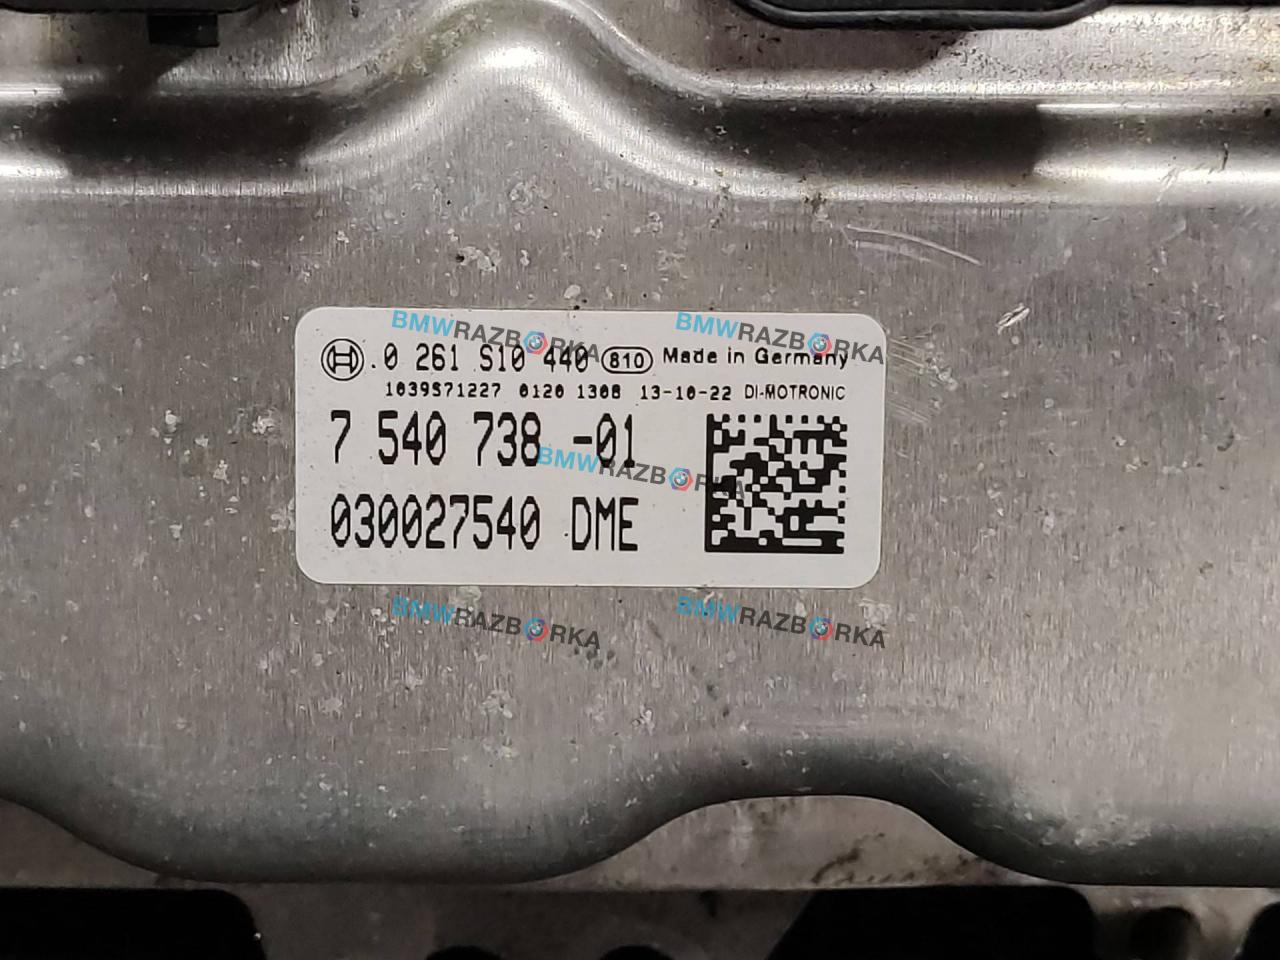 BMWRAZBORKA BMWRAZBORKA
.0 261 S10 440 810 Made in Germany
1039S71227 0120 1308 13-10-22 DI-MOTRONIC
7 540 738 -01
BMWRAZBORKA
030027540 DME
BMWRAZBORKA BMWRAZBORKA